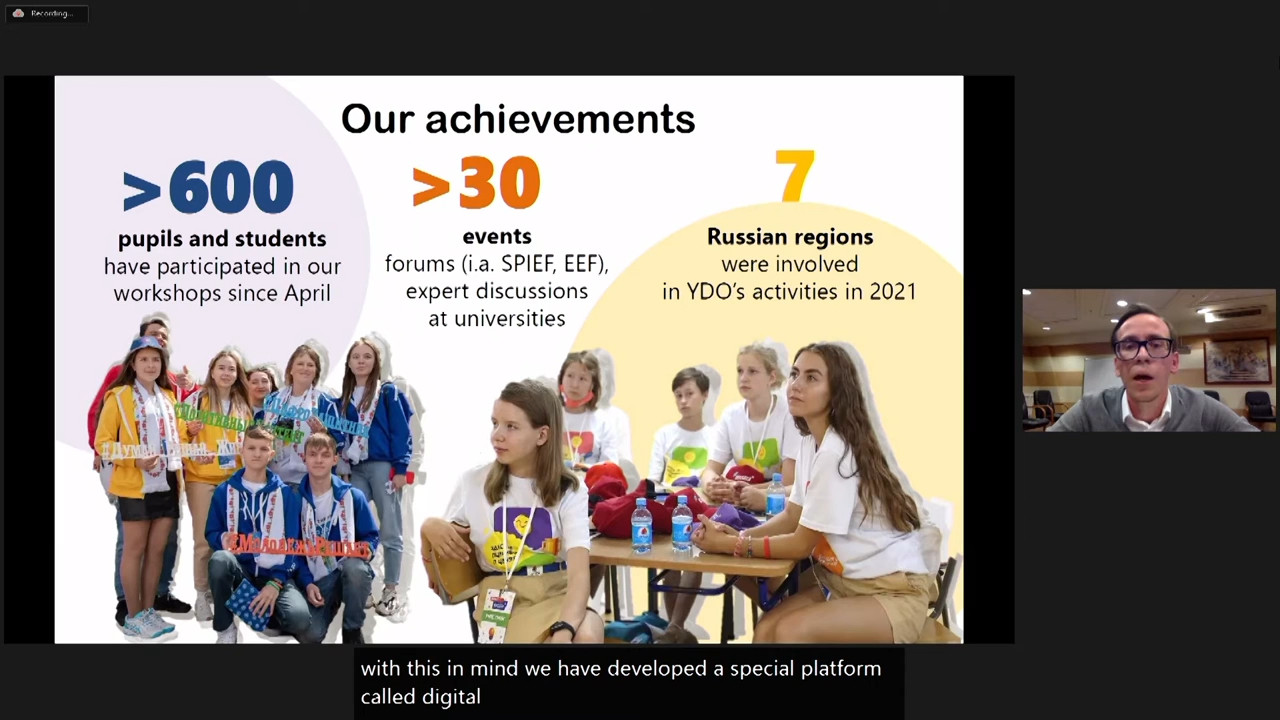 Recording...
Our achievements
>600
pupils and students
have participated in our
workshops since April
>30
events
forums (i.a. SPIEF, EEF),
expert discussions
at universities
7
Russian regions
were involved
in YDO's activities in 2021
#МолодежьРешает
with this in mind we have developed a special platform
called digital